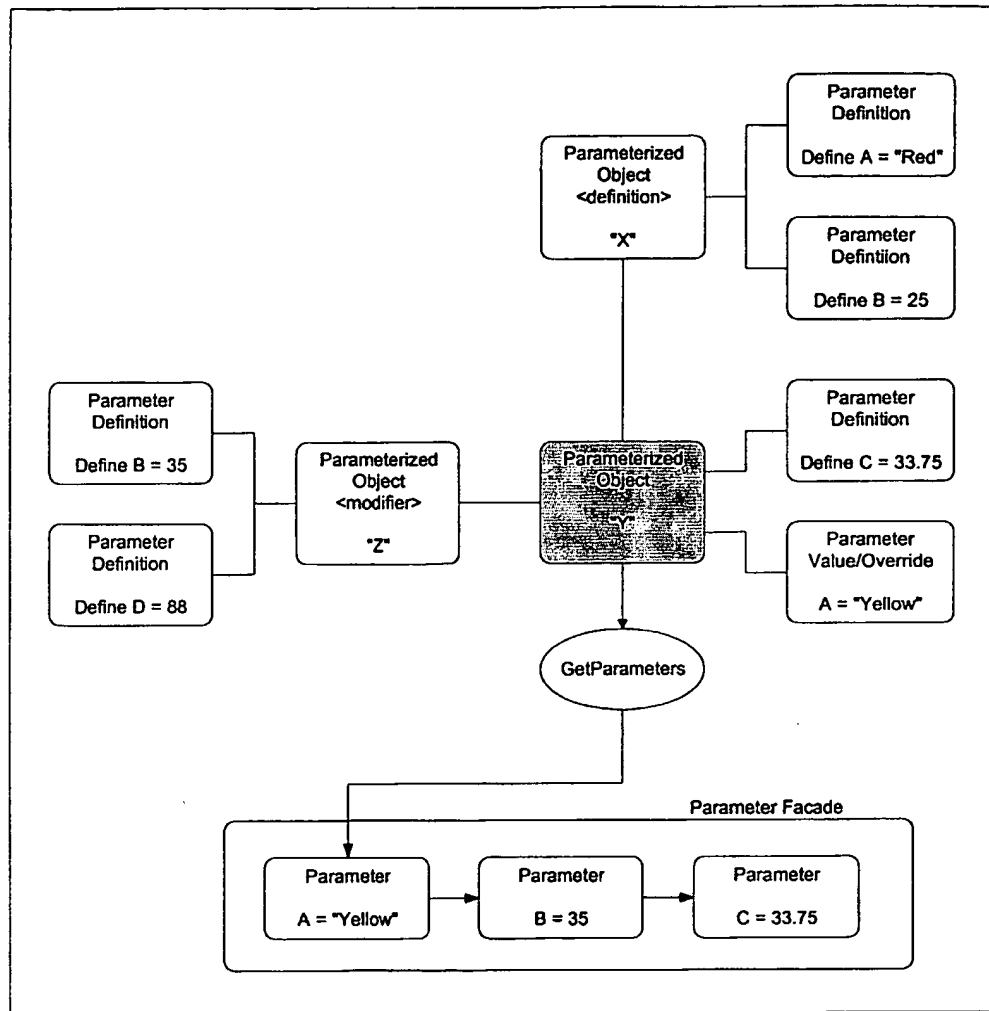 Parameter
Definition
Define A = "Red"
Parameterized
Object
<definition>
"X"
Parameter
Defintiion
Define B = 25
Parameter
Definition
Define B = 35
Parameterized
Object
<modifier>
"Z"
Parameterized
Object
"Y"
Parameter
Definition
Define C = 33.75
Parameter
Definition
Define D = 88
Parameter
Value/Override
A = "Yellow"
GetParameters
Parameter Facade
Parameter
A = "Yellow"
Parameter
B = 35
Parameter
C = 33.75